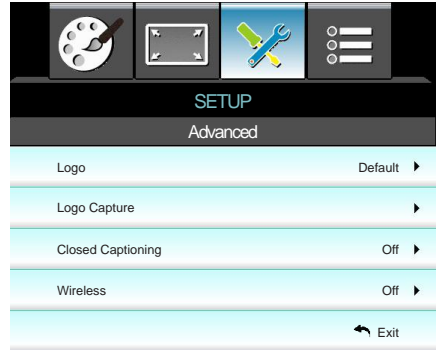 SETUP
Advanced
Logo Default
Logo Capture
Closed Captioning Off
Wireless Off
Exit